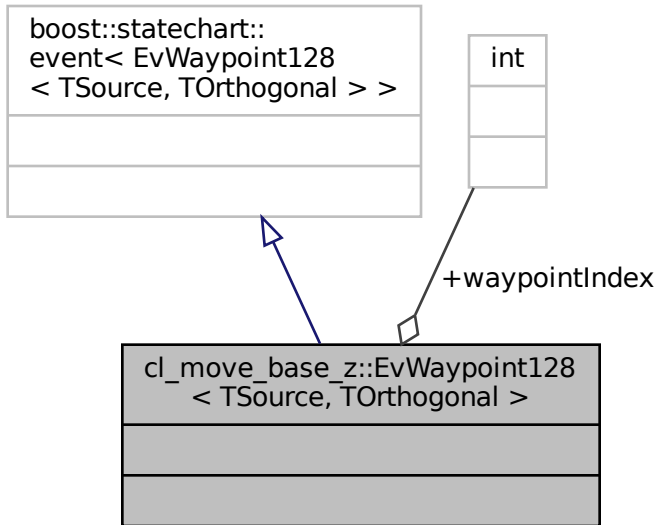 boost::statechart::
event< EvWaypoint128
< TSource, TOrthogonal > >
int
+waypointIndex
cl_move_base_z::EvWaypoint128
< TSource, TOrthogonal >